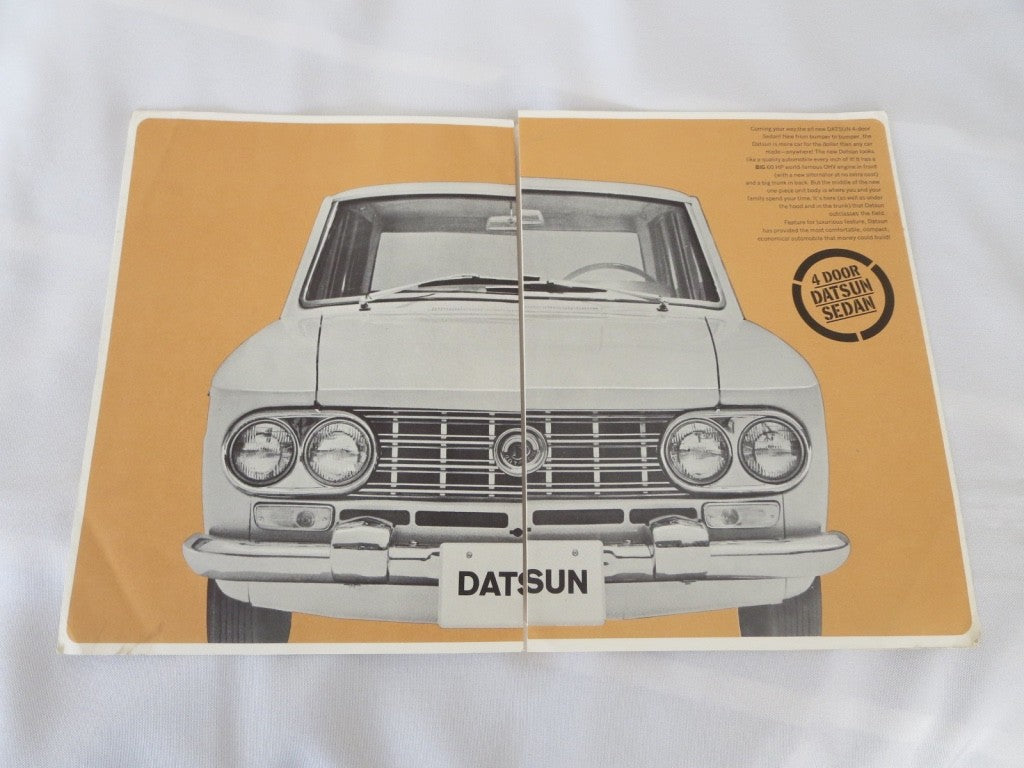 Coming your way the all new DATSUN 4-door
Sedan! New from bumper to bumper, the
Datsun is more car for the dollar than any car
made—anywhere! The new Datsun looks
like a quality automobile every inch of it! It has a
BIG 60 HP world-famous OHV engine in front
(with a new alternator at no extra cost)
and a big trunk in back. But the middle of the new
one piece unit body is where you and your
family spend your time. It's here (as well as under
the hood and in the trunk) that Datsun
outclasses the field.
Feature for luxurious feature, Datsun
has provided the most comfortable, compact,
economical automobile that money could build!
4 DOOR
DATSUN
SEDAN
DATSUN